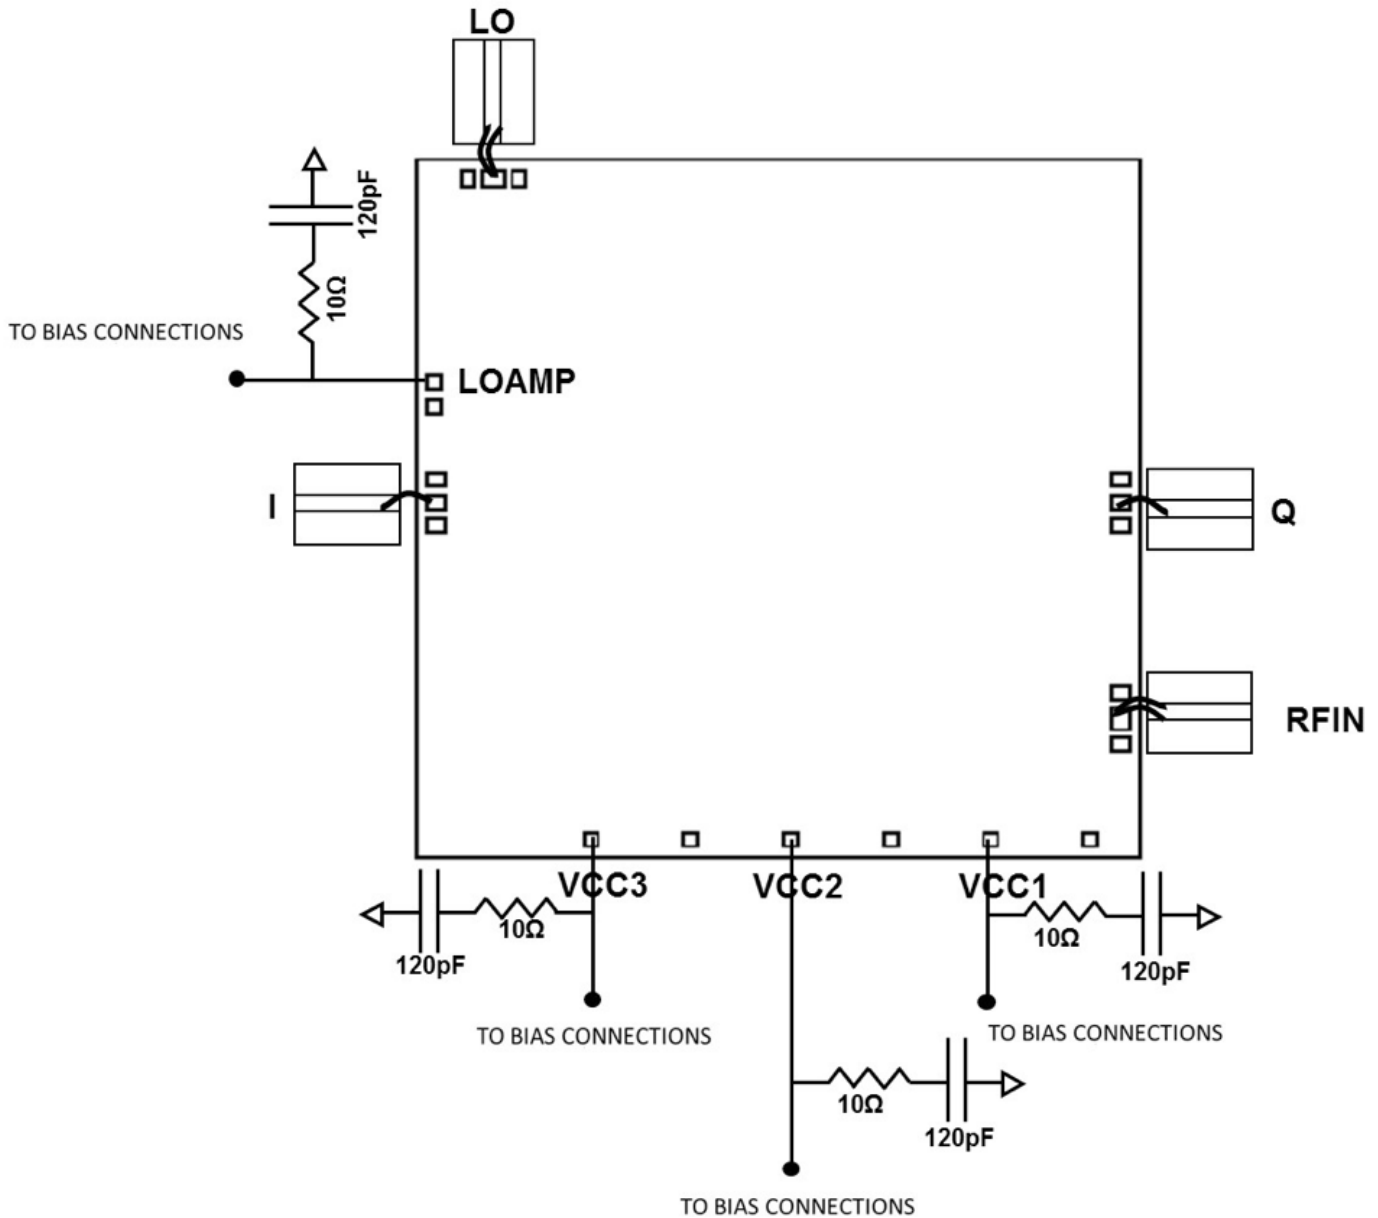 LO
120pF
10Ω
TO BIAS CONNECTIONS
LOAMP
I
Q
RFIN
VCC3
VCC2
VCC1
10Ω
120pF
10Ω
120pF
TO BIAS CONNECTIONS
TO BIAS CONNECTIONS
10Ω
120pF
TO BIAS CONNECTIONS